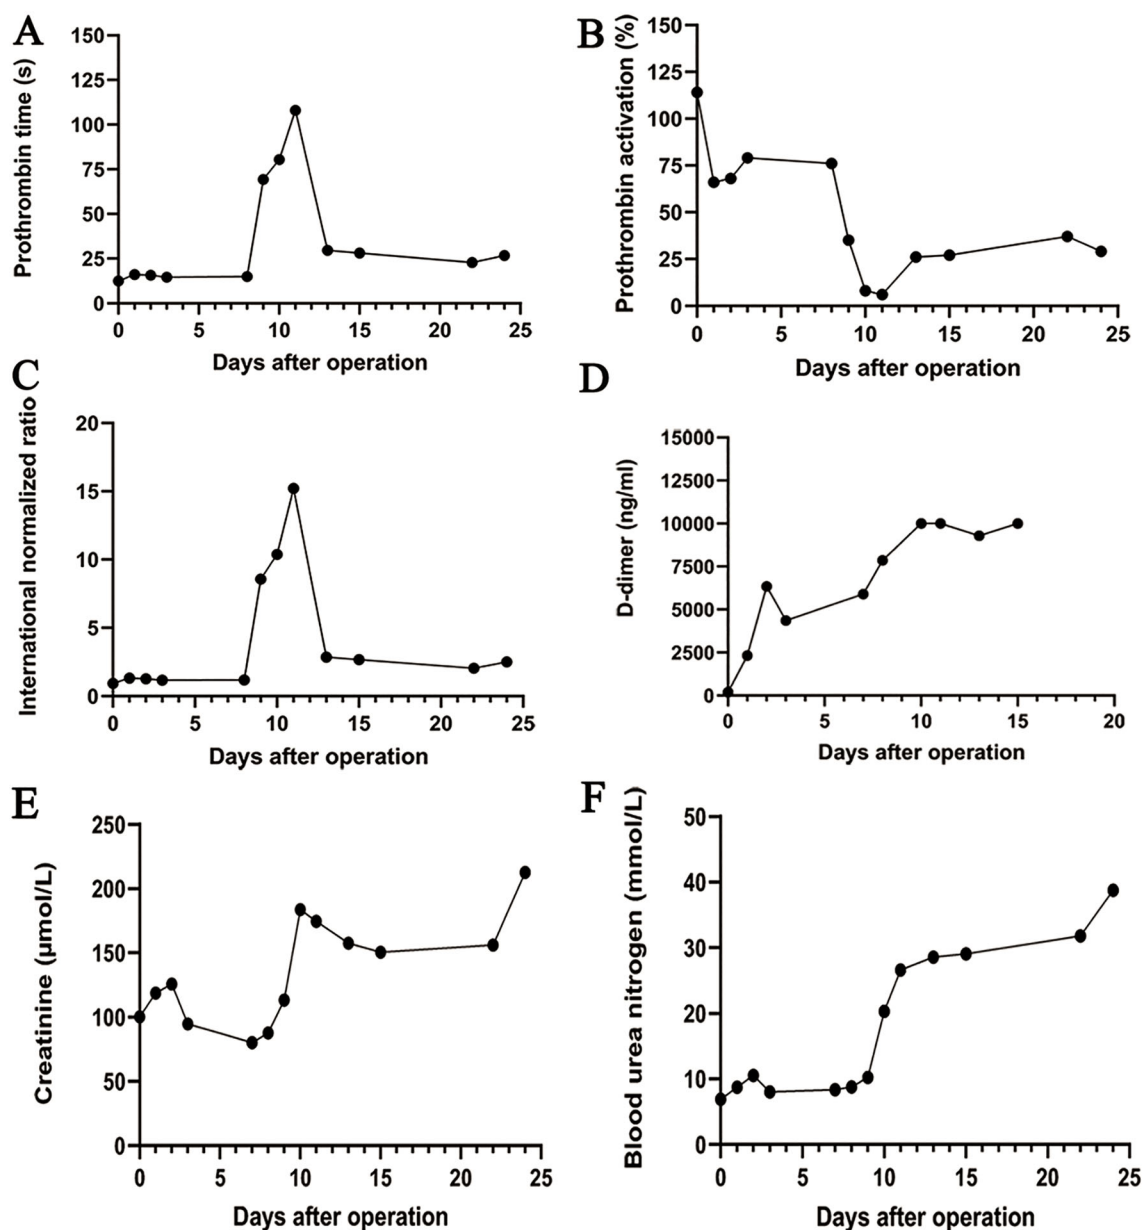 A
Prothrombin time (s)
150
125
100
75
50
25
0
0 5 10 15 20 25
Days after operation
B
Prothrombin activation (%)
150
125
100
75
50
25
0
0 5 10 15 20 25
Days after operation
C
International normalized ratio
20
15
10
5
0
0 5 10 15 20 25
Days after operation
D
D-dimer (ng/ml)
15000
12500
10000
7500
5000
2500
0
0 5 10 15 20
Days after operation
E
Creatinine (μmol/L)
250
200
150
100
50
0
0 5 10 15 20 25
Days after operation
F
Blood urea nitrogen (mmol/L)
50
40
30
20
10
0
0 5 10 15 20 25
Days after operation